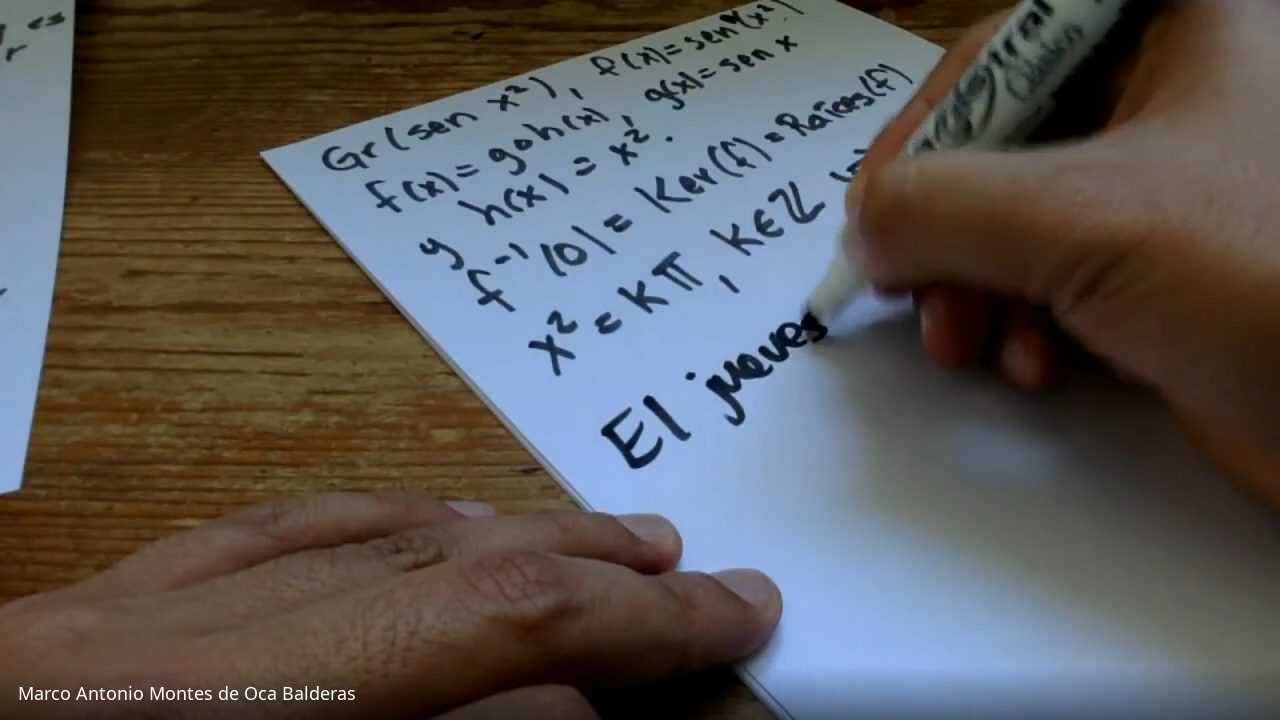 Gr(sen x²), f(x)=sen(x²)
f(x)=goh(x), g(x)=sen x
y h(x)=x².
f⁻¹(0)=Ker(f)=Raíces(f)
x²=Kπ, K∈ℤ
El jueves
Marco Antonio Montes de Oca Balderas